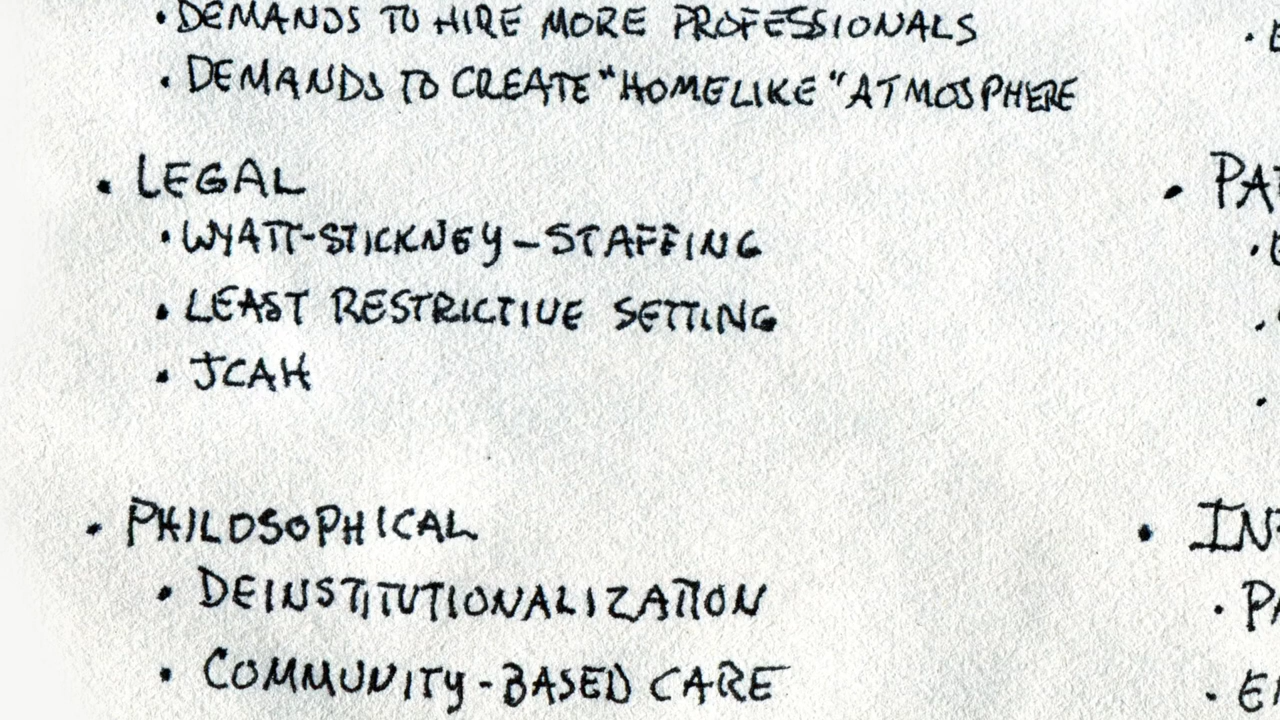 • DEMANDS TO HIRE MORE PROFESSIONALS
• DEMANDS TO CREATE "HOMELIKE" ATMOSPHERE
• LEGAL
• WYATT-STICKNEY - STAFFING
• LEAST RESTRICTIVE SETTING
• JCAH
• PHILOSOPHICAL
• DEINSTITUTIONALIZATION
• COMMUNITY-BASED CARE